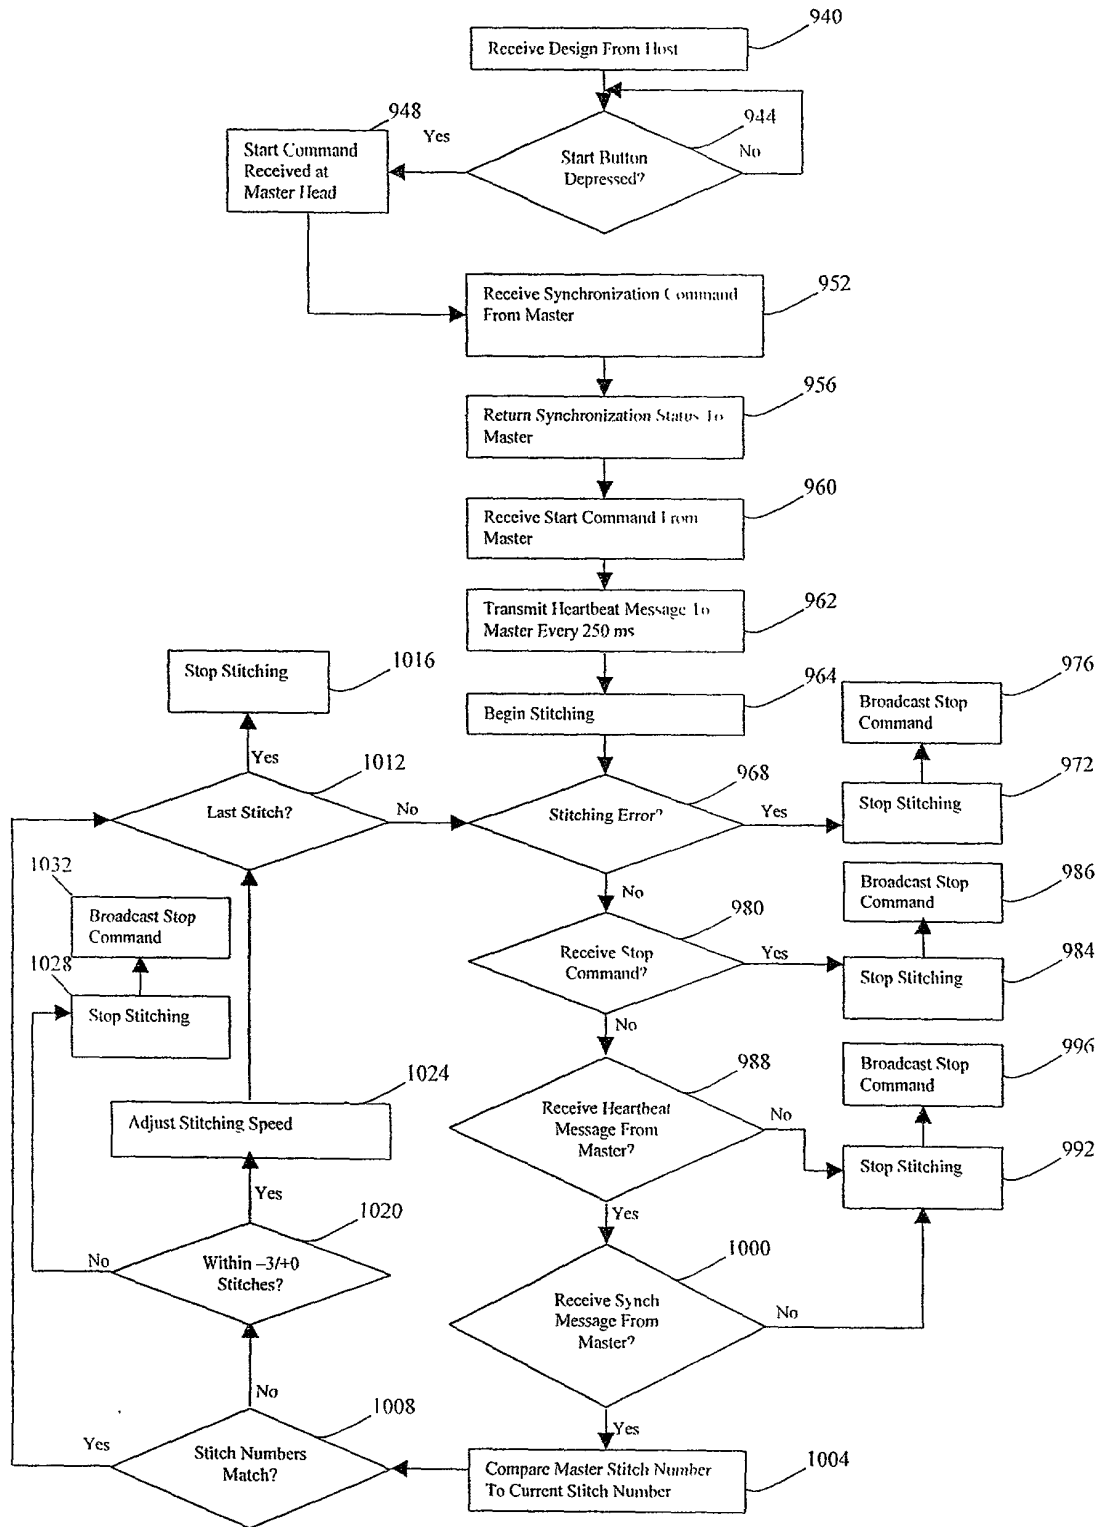 940
Receive Design From Host
948
944
Yes
No
Start Command
Received at
Master Head
Start Button
Depressed?
952
Receive Synchronization Command
From Master
956
Return Synchronization Status To
Master
960
Receive Start Command From
Master
962
Transmit Heartbeat Message To
Master Every 250 ms
1016
Stop Stitching
964
Begin Stitching
976
Broadcast Stop
Command
Yes
1012
Last Stitch?
No
968
Stitching Error?
Yes
972
Stop Stitching
1032
Broadcast Stop
Command
No
986
Broadcast Stop
Command
980
Receive Stop
Command?
Yes
984
Stop Stitching
1028
Stop Stitching
No
996
Broadcast Stop
Command
1024
Adjust Stitching Speed
988
Receive Heartbeat
Message From
Master?
No
992
Stop Stitching
Yes
Yes
1020
Within –3/+0
Stitches?
No
1000
Receive Synch
Message From
Master?
No
No
Yes
1008
Stitch Numbers
Match?
Yes
1004
Compare Master Stitch Number
To Current Stitch Number